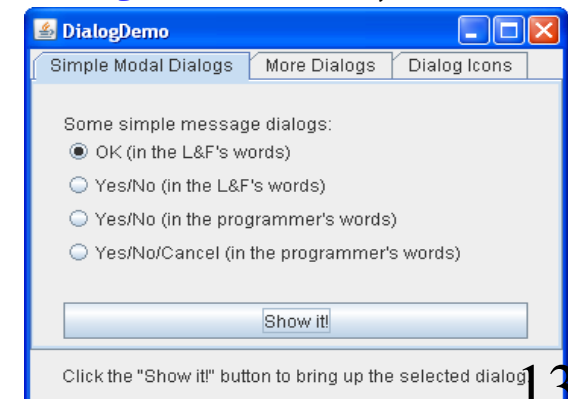 DialogDemo
Simple Modal Dialogs More Dialogs Dialog Icons
Some simple message dialogs:
OK (in the L&F's words)
Yes/No (in the L&F's words)
Yes/No (in the programmer's words)
Yes/No/Cancel (in the programmer's words)
Show it!
Click the "Show it!" button to bring up the selected dialog.
13